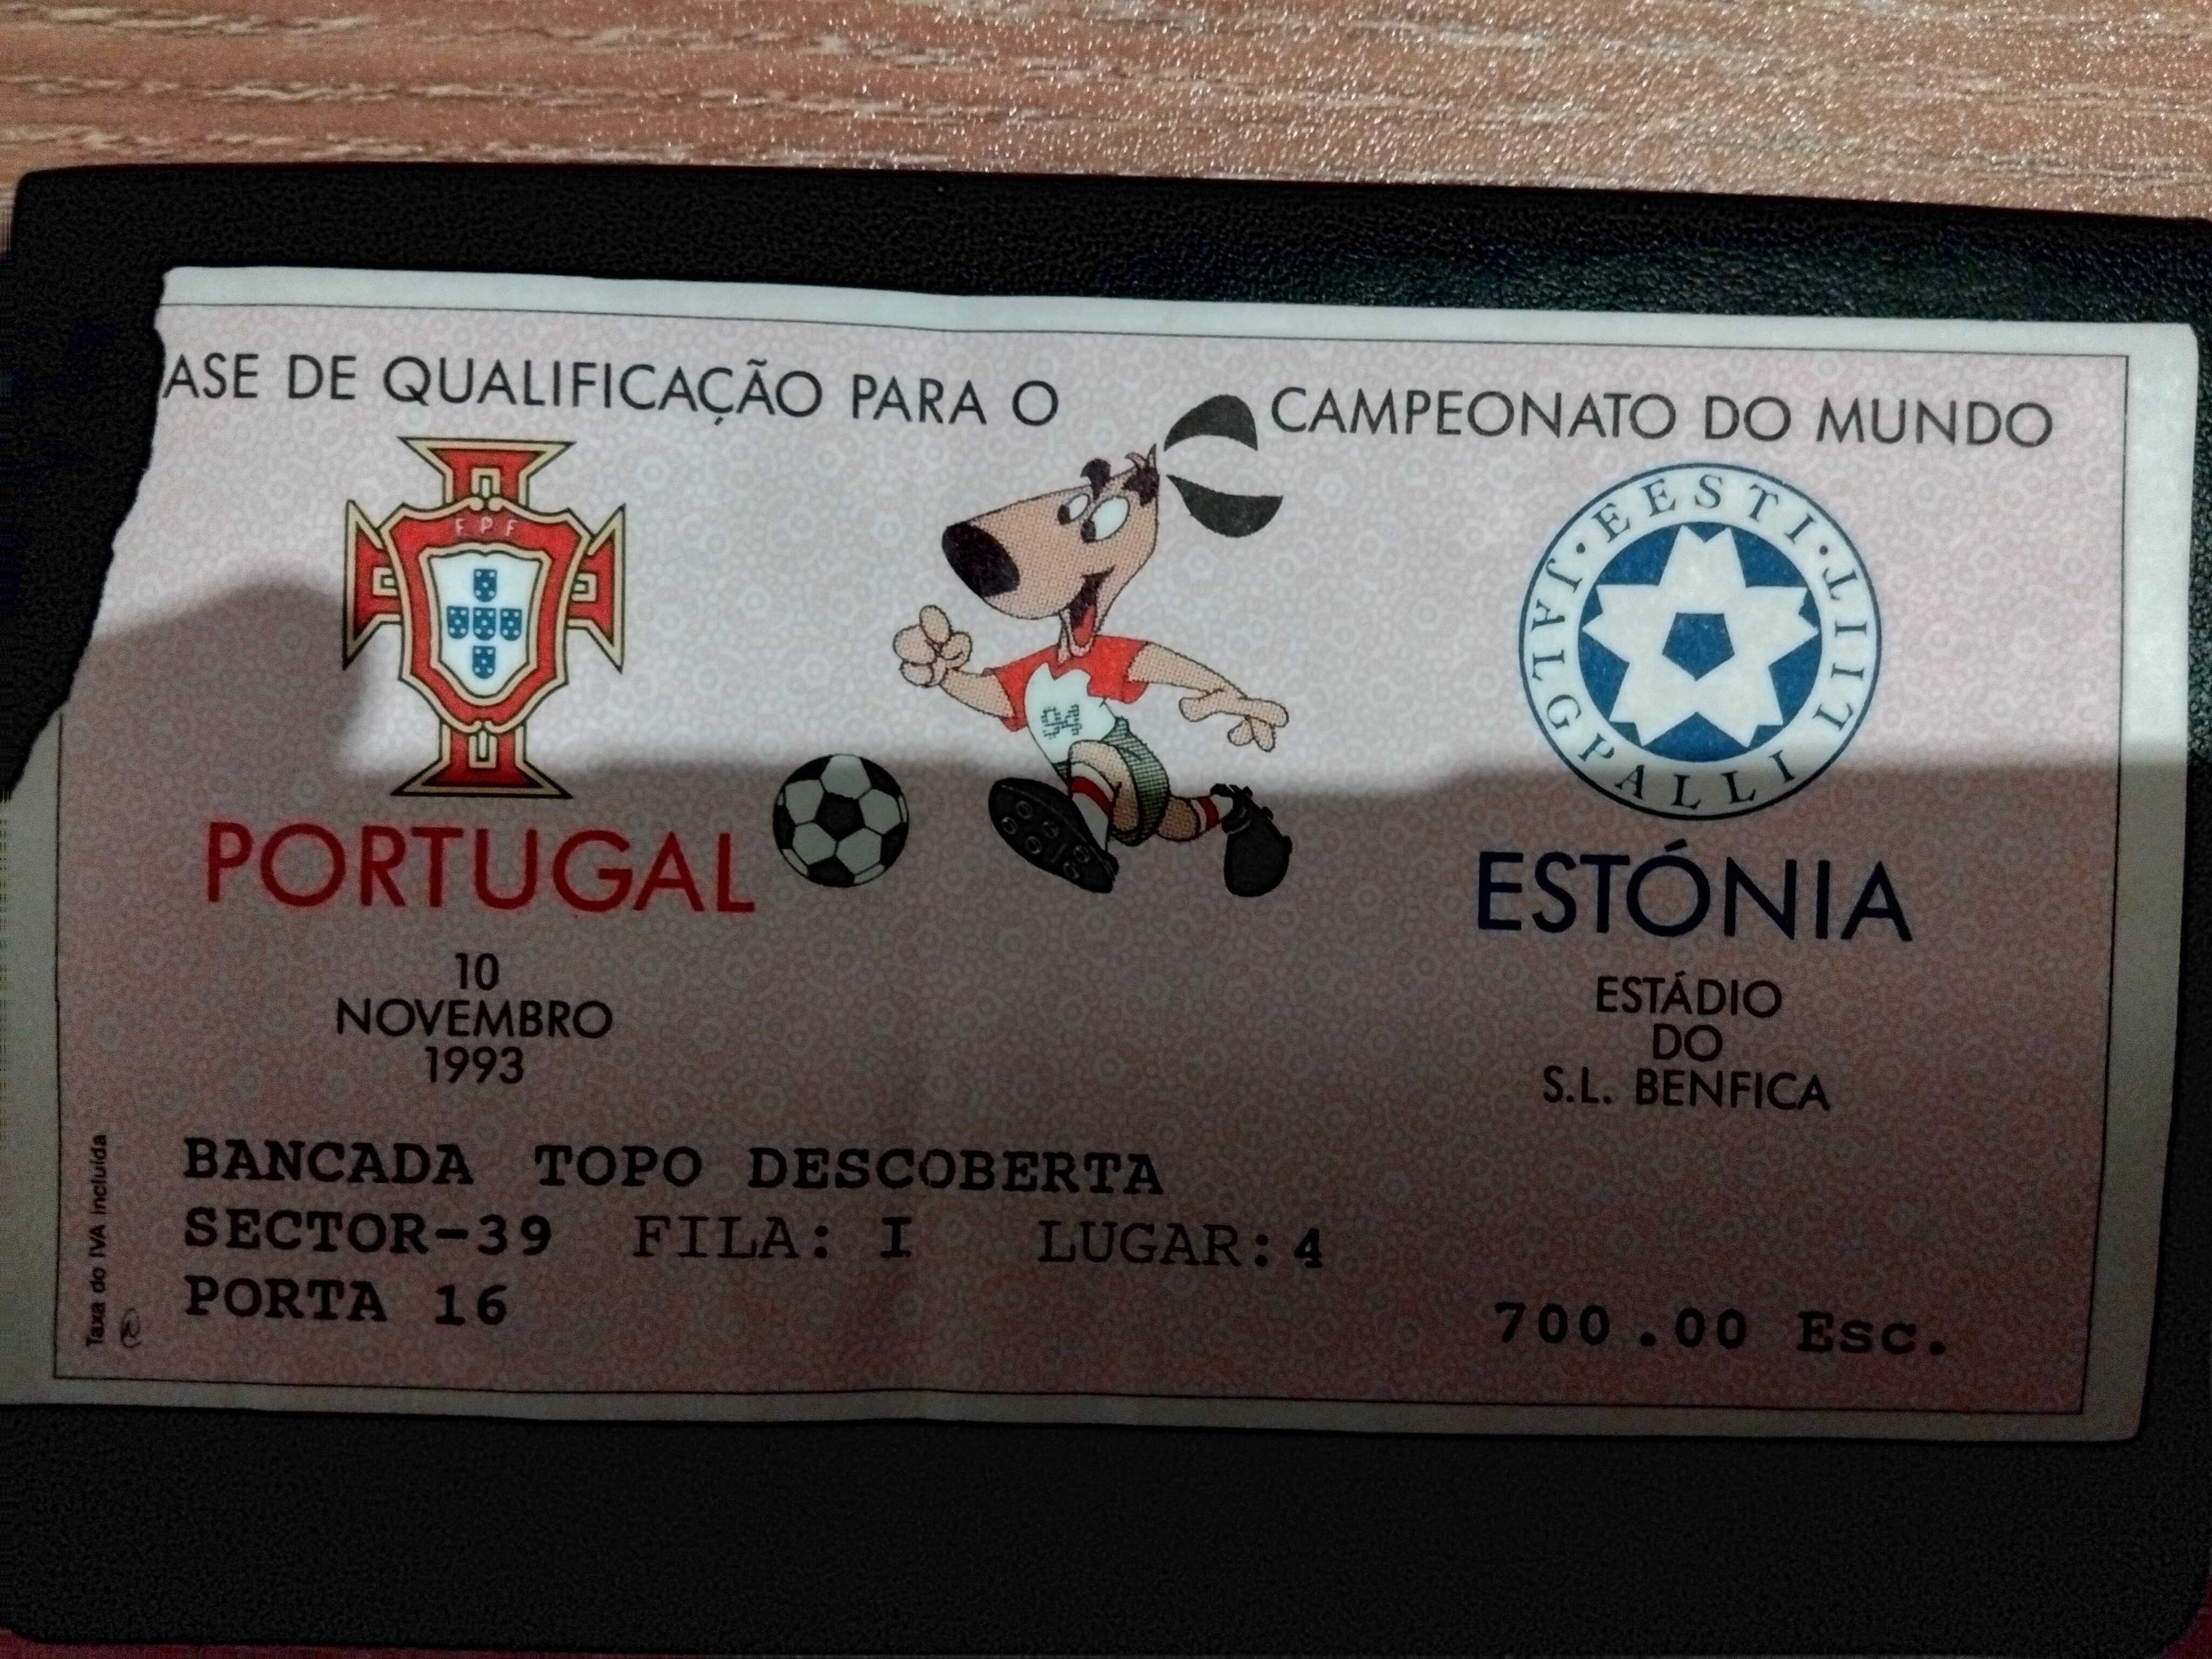 ASE DE QUALIFICAÇÃO PARA O CAMPEONATO DO MUNDO
FPF
94
EESTI · JALGPALLI LIIT ·
PORTUGAL
ESTÓNIA
10
NOVEMBRO
1993
ESTÁDIO
DO
S.L. BENFICA
BANCADA TOPO DESCOBERTA
SECTOR-39 FILA: I LUGAR: 4
PORTA 16
700.00 Esc.
Taxa do IVA incluida